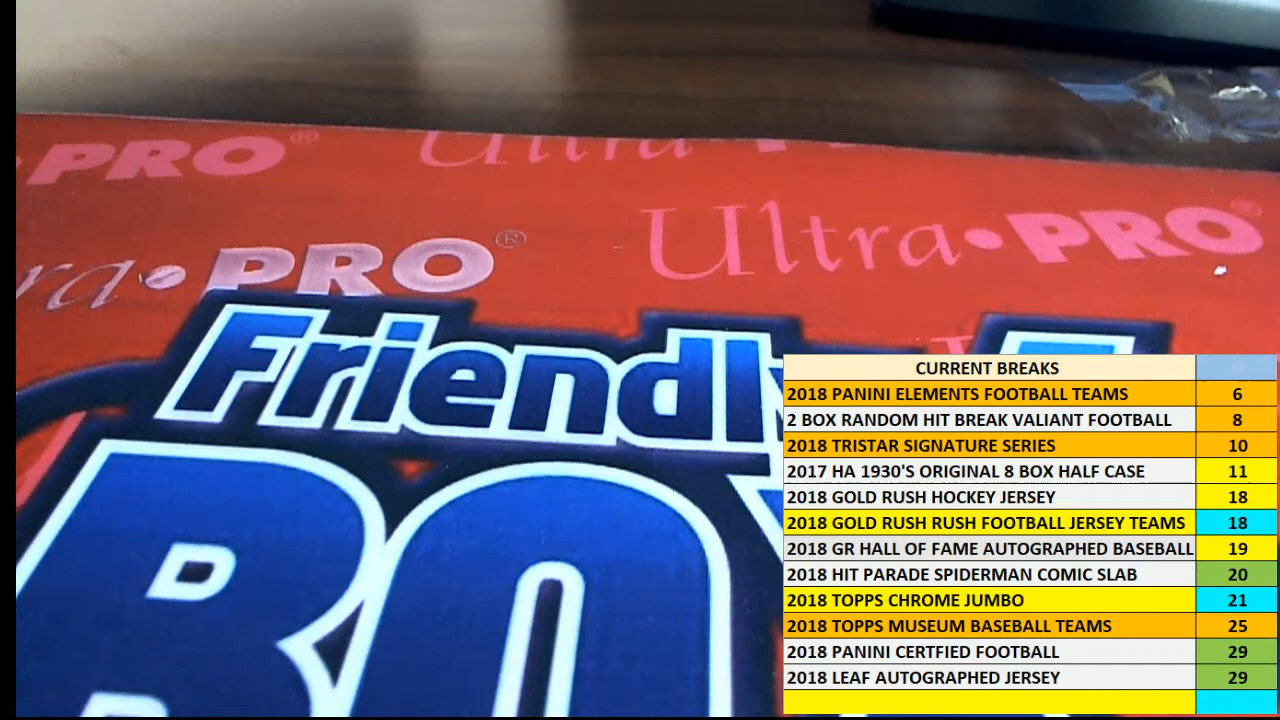 PRO®
Ultra
ra•PRO®
Ultra•PRO
Friendly
BO
CURRENT BREAKS
2018 PANINI ELEMENTS FOOTBALL TEAMS 6
2 BOX RANDOM HIT BREAK VALIANT FOOTBALL 8
2018 TRISTAR SIGNATURE SERIES 10
2017 HA 1930'S ORIGINAL 8 BOX HALF CASE 11
2018 GOLD RUSH HOCKEY JERSEY 18
2018 GOLD RUSH RUSH FOOTBALL JERSEY TEAMS 18
2018 GR HALL OF FAME AUTOGRAPHED BASEBALL 19
2018 HIT PARADE SPIDERMAN COMIC SLAB 20
2018 TOPPS CHROME JUMBO 21
2018 TOPPS MUSEUM BASEBALL TEAMS 25
2018 PANINI CERTFIED FOOTBALL 29
2018 LEAF AUTOGRAPHED JERSEY 29